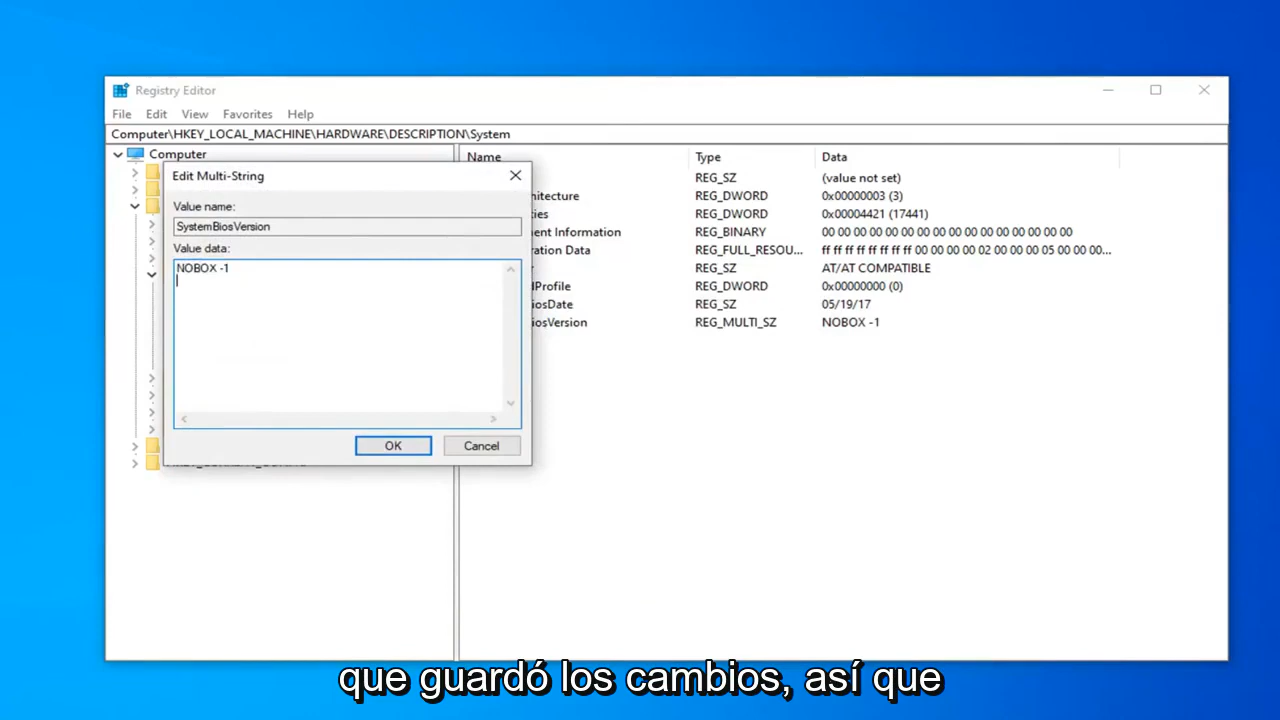 Registry Editor
File Edit View Favorites Help
Computer\HKEY_LOCAL_MACHINE\HARDWARE\DESCRIPTION\System
Computer
Edit Multi-String
Value name:
SystemBiosVersion
Value data:
NOBOX -1
OK Cancel
Name Type Data
REG_SZ (value not set)
hitecture REG_DWORD 0x00000003 (3)
ties REG_DWORD 0x00004421 (17441)
ent Information REG_BINARY 00 00 00 00 00 00 00 00 00 00 00 00 00 00 00 00
ration Data REG_FULL_RESOU... ff ff ff ff ff ff ff ff 00 00 00 00 02 00 00 00 05 00 00 00...
REG_SZ AT/AT COMPATIBLE
dProfile REG_DWORD 0x00000000 (0)
iosDate REG_SZ 05/19/17
iosVersion REG_MULTI_SZ NOBOX -1
que guardó los cambios, así que